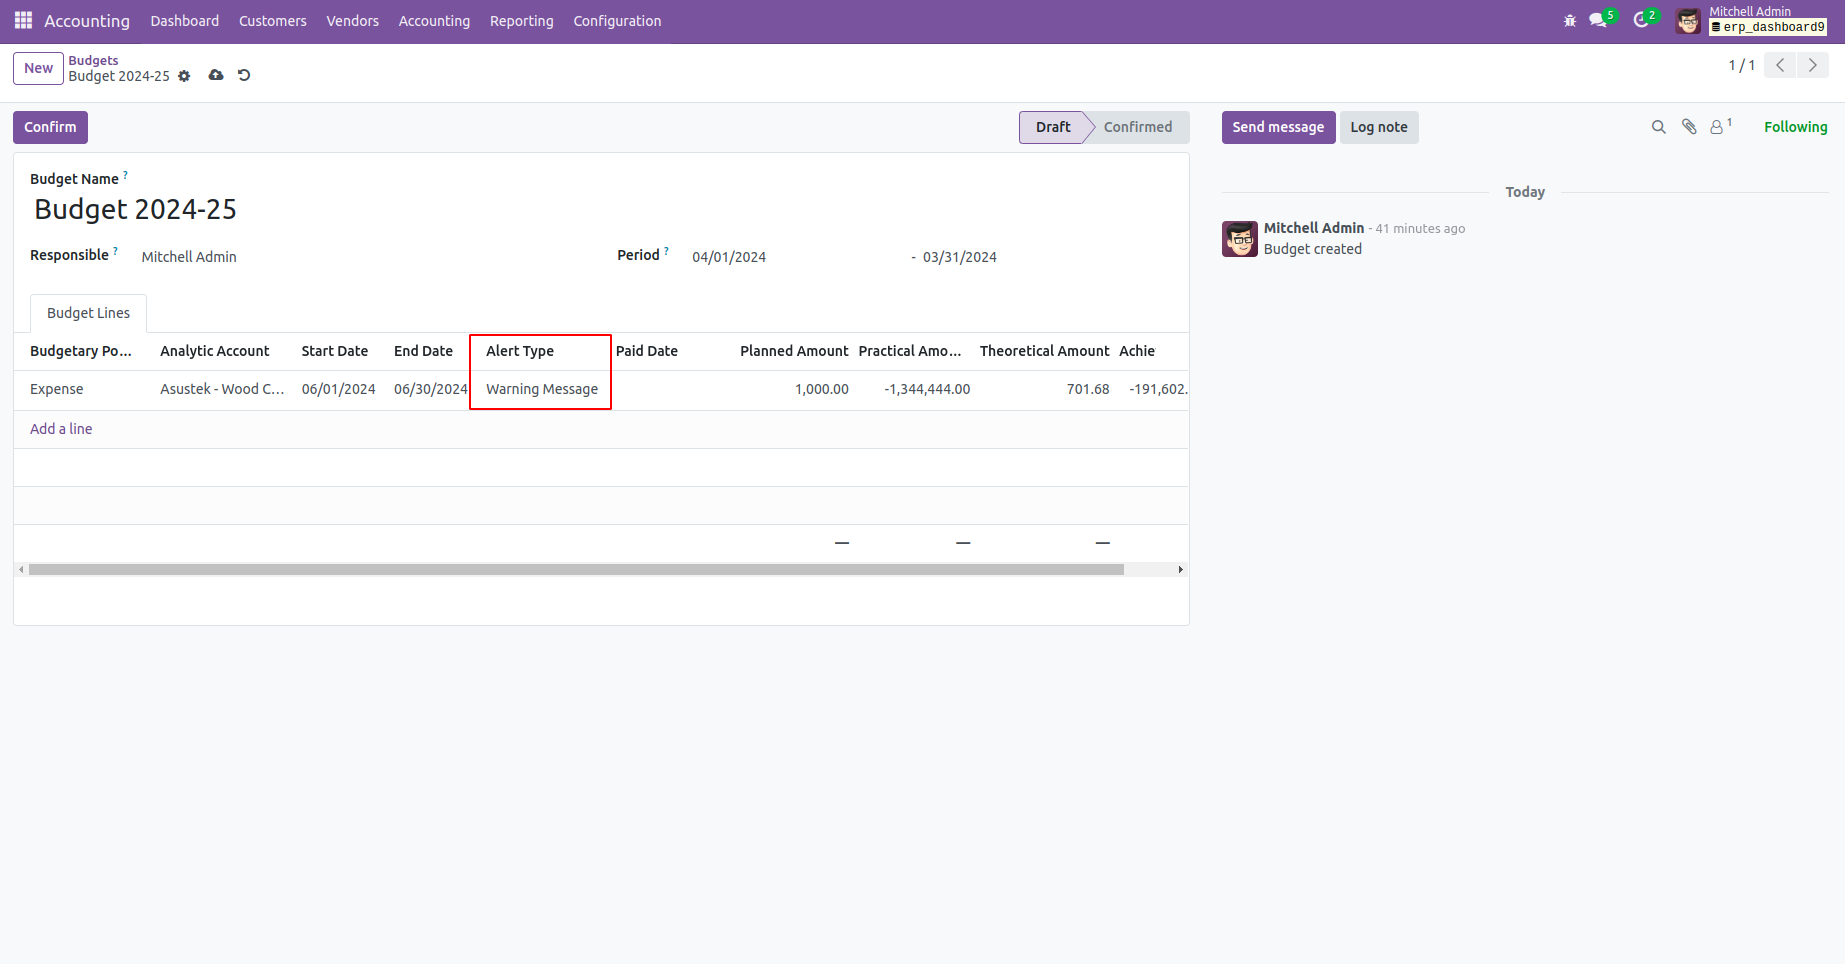 Accounting Dashboard Customers Vendors Accounting Reporting Configuration 5 2 Mitchell Admin
erp_dashboard9
New Budgets
Budget 2024-25
1 / 1
Confirm Draft Confirmed Send message Log note 1 Following
Budget Name ?
Budget 2024-25
Responsible ? Mitchell Admin Period ? 04/01/2024 - 03/31/2024
Today
Mitchell Admin - 41 minutes ago
Budget created
Budget Lines
Budgetary Po... Analytic Account Start Date End Date Alert Type Paid Date Planned Amount Practical Amo... Theoretical Amount Achie
Expense Asustek - Wood C... 06/01/2024 06/30/2024 Warning Message 1,000.00 -1,344,444.00 701.68 -191,602.
Add a line
— — —